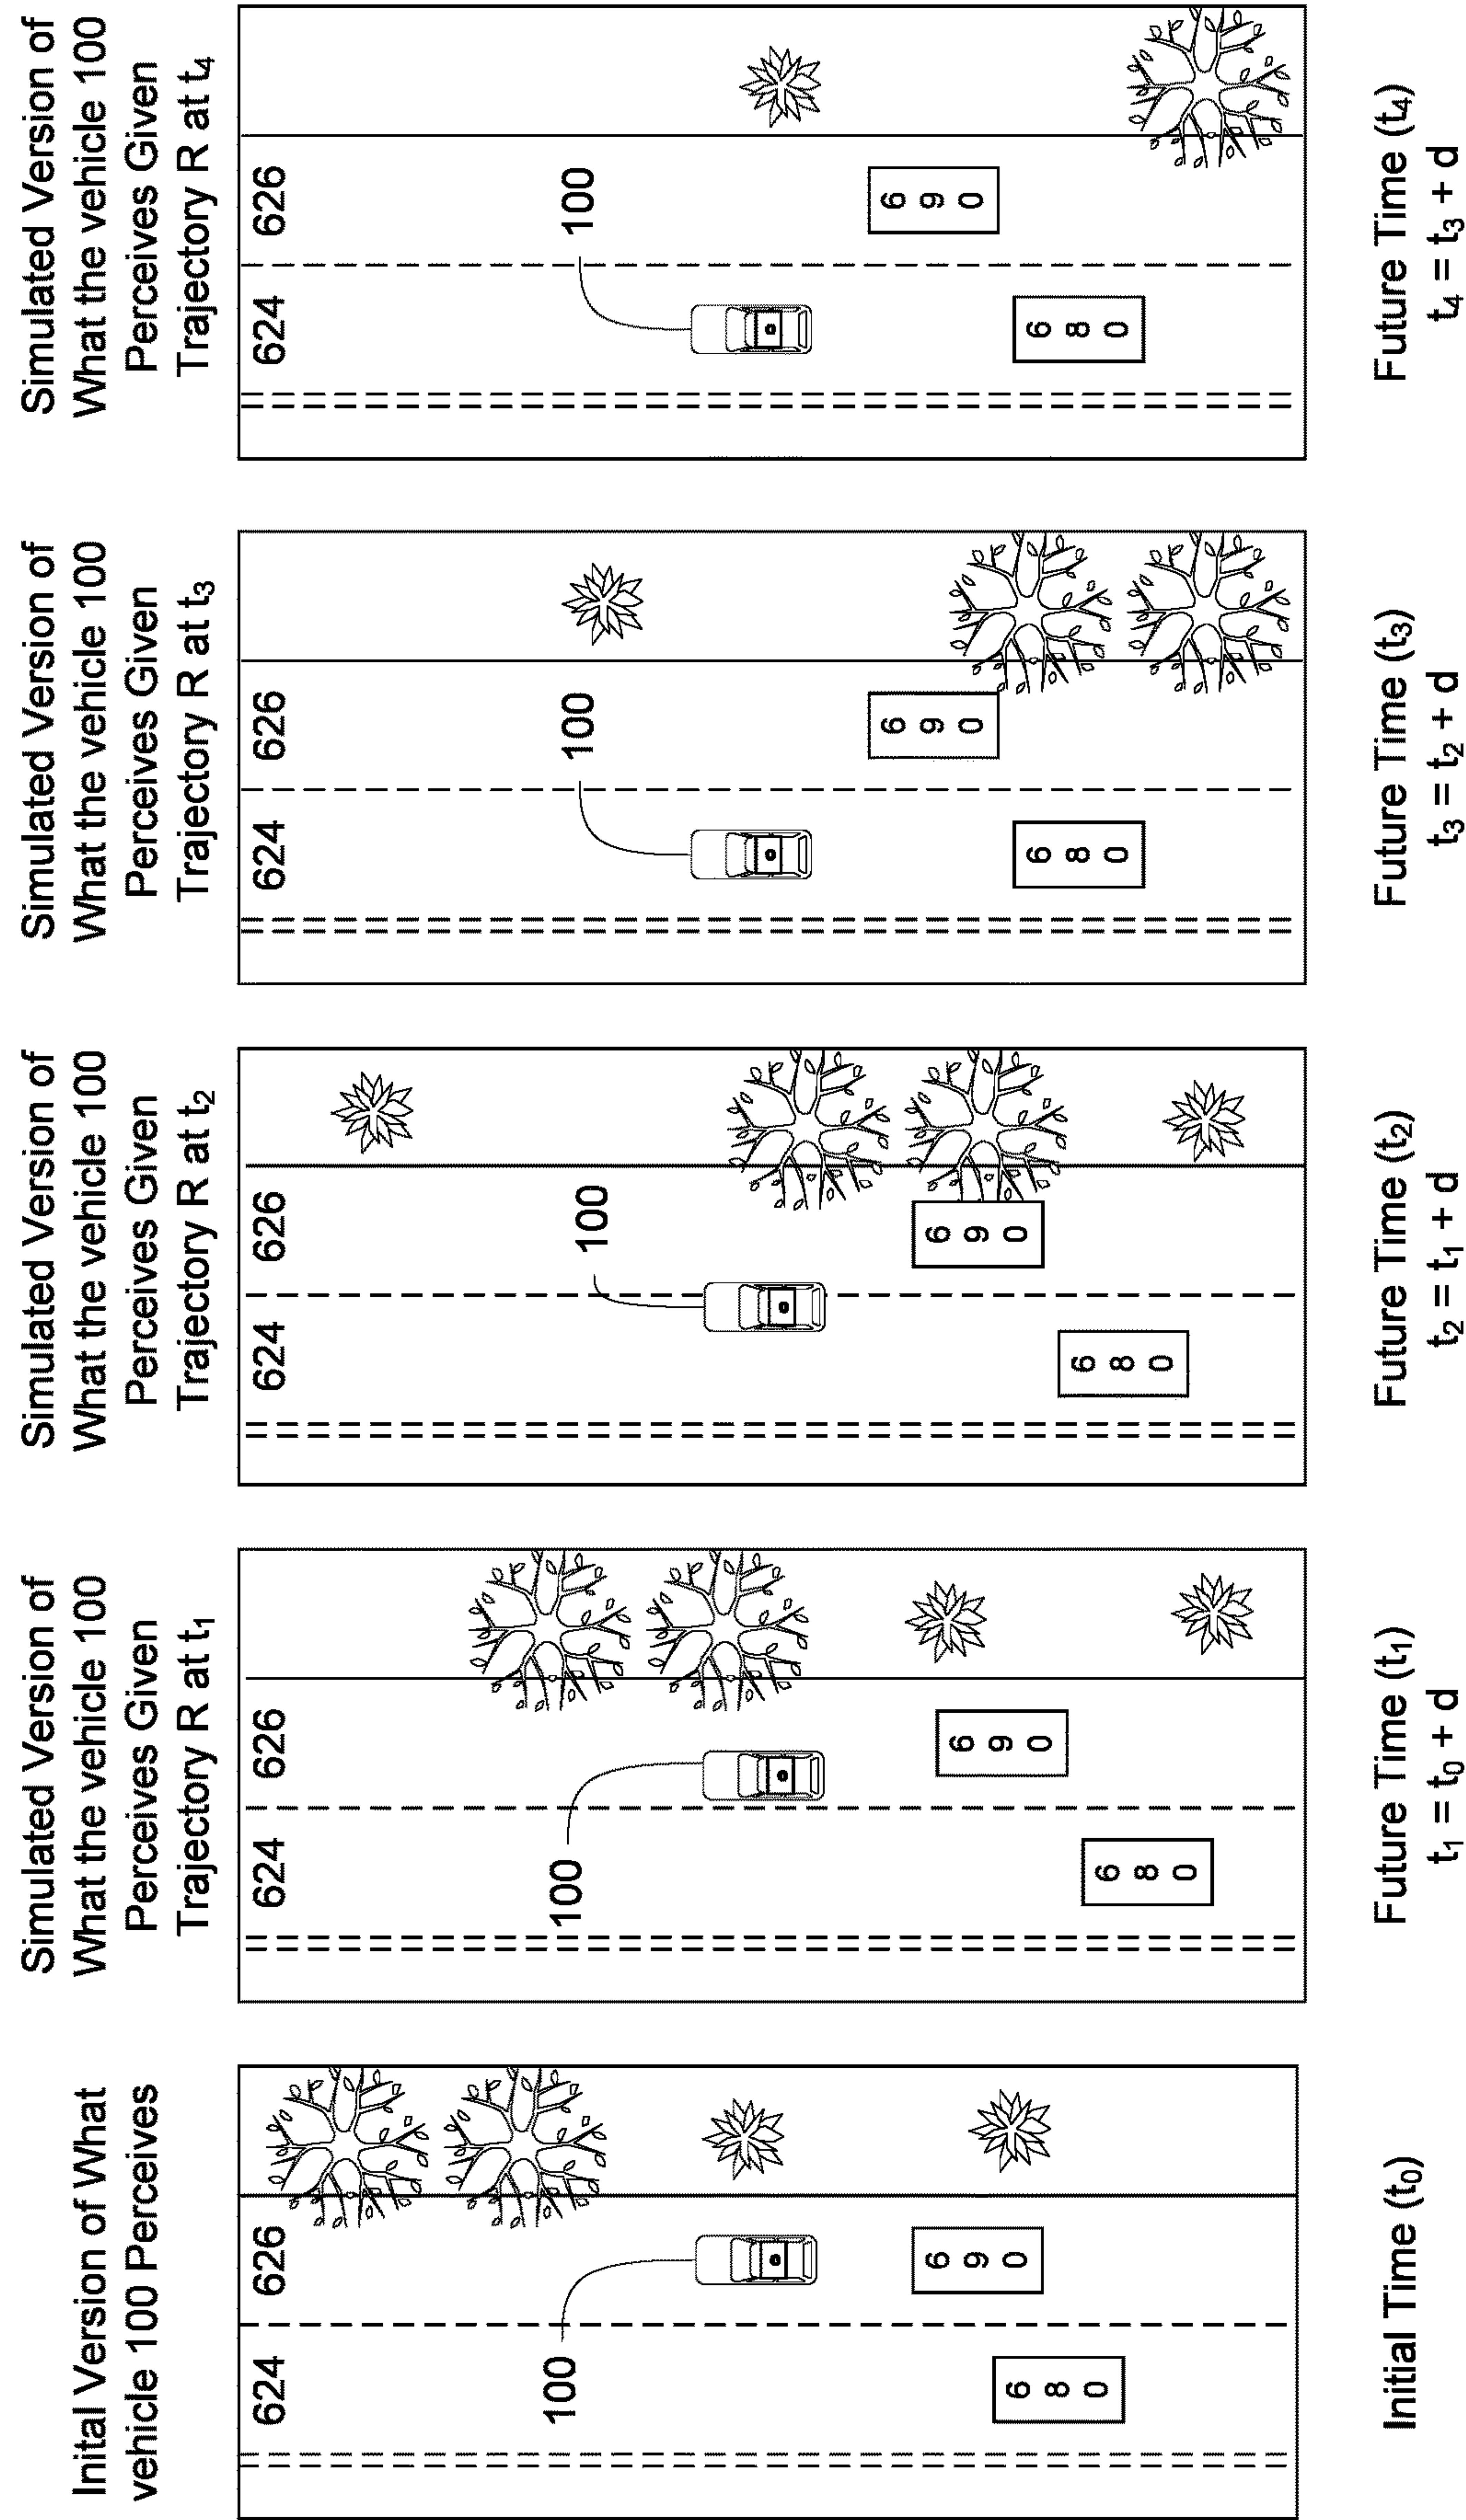 Inital Version of What
vehicle 100 Perceives
624
626
100
690
680
Initial Time (t₀)
Simulated Version of
What the vehicle 100
Perceives Given
Trajectory R at t₁
624
626
100
690
680
Future Time (t₁)
t₁ = t₀ + d
Simulated Version of
What the vehicle 100
Perceives Given
Trajectory R at t₂
624
626
100
690
680
Future Time (t₂)
t₂ = t₁ + d
Simulated Version of
What the vehicle 100
Perceives Given
Trajectory R at t₃
624
626
100
690
680
Future Time (t₃)
t₃ = t₂ + d
Simulated Version of
What the vehicle 100
Perceives Given
Trajectory R at t₄
624
626
100
690
680
Future Time (t₄)
t₄ = t₃ + d